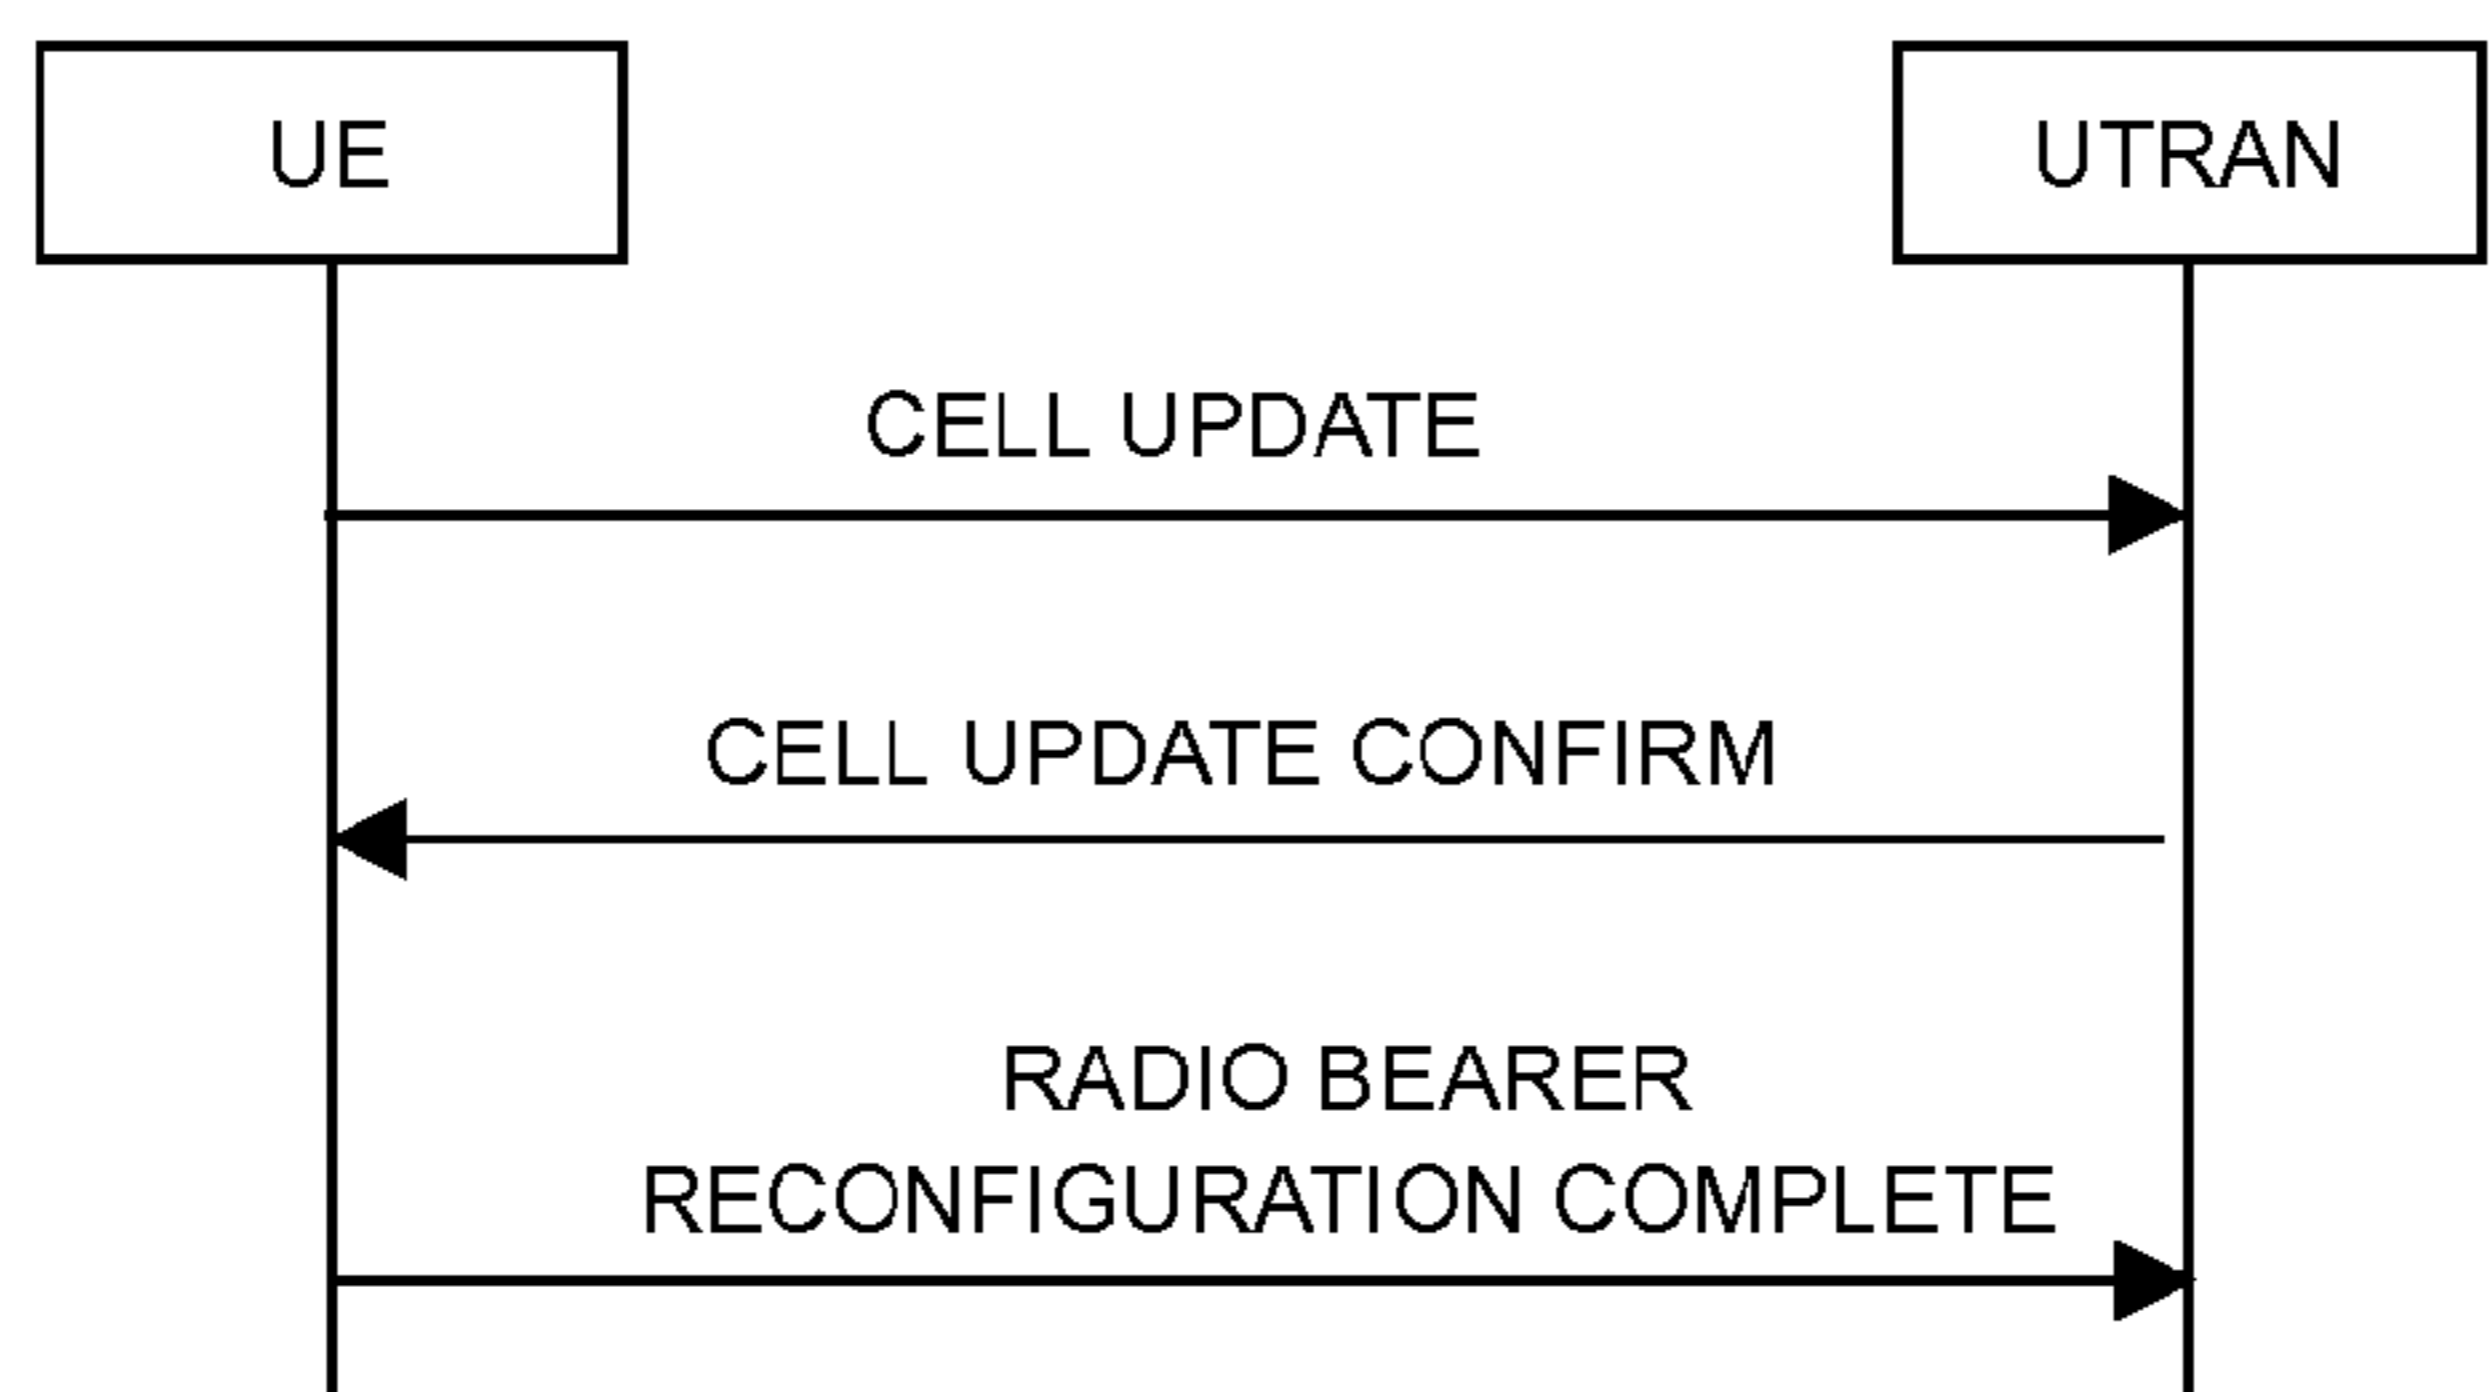 UE
UTRAN
CELL UPDATE
CELL UPDATE CONFIRM
RADIO BEARER
RECONFIGURATION COMPLETE